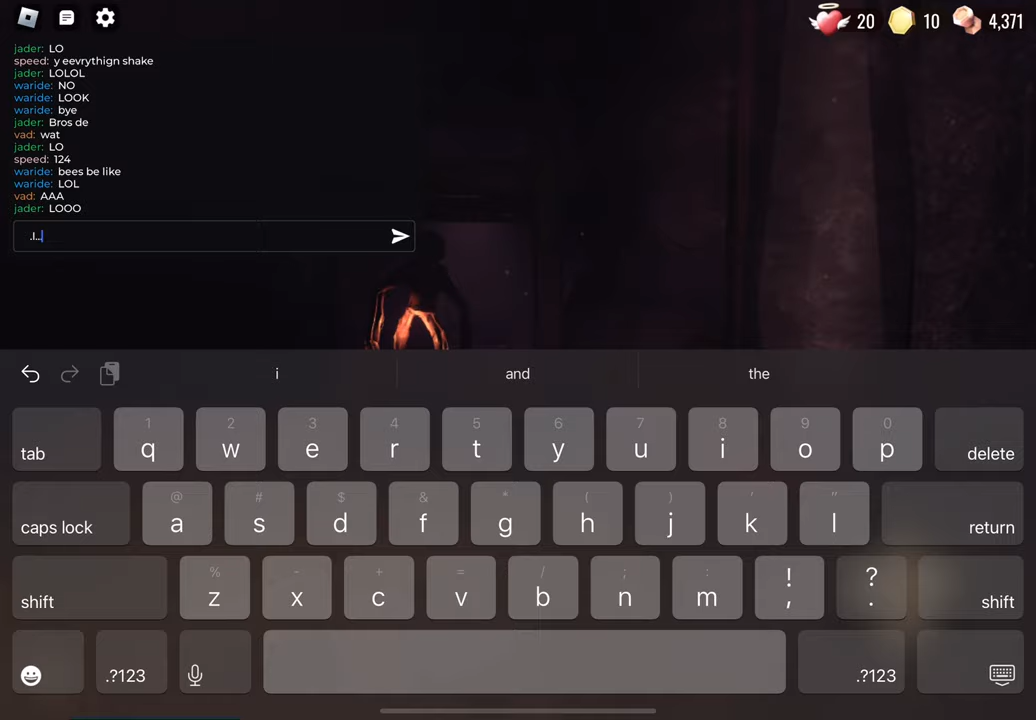 20 10 4,371
jader: LO
speed: y eevrythign shake
jader: LOLOL
waride: NO
waride: LOOK
waride: bye
jader: Bros de
vad: wat
jader: LO
speed: 124
waride: bees be like
waride: LOL
vad: AAA
jader: LOOO
.I...
i and the
1 2 3 4 5 6 7 8 9 0
tab q w e r t y u i o p delete
@ # $ & * ( ) ' "
caps lock a s d f g h j k l return
% - + = / ; : ! ?
shift z x c v b n m , . shift
.?123 .?123